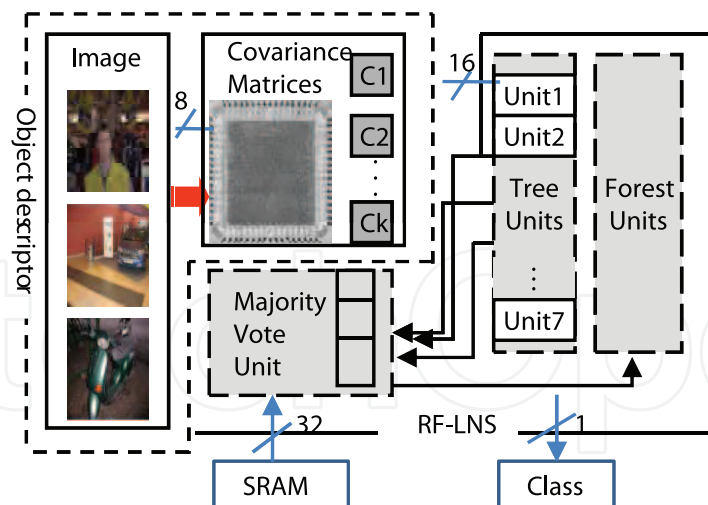 Object descriptor
Image
Covariance
Matrices
8
C1
C2
Ck
16
Unit1
Unit2
Tree
Units
Unit7
Forest
Units
Majority
Vote
Unit
32
RF-LNS
1
SRAM
Class